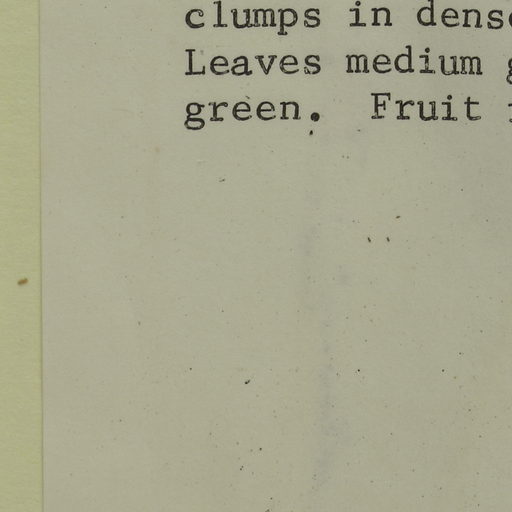 clumps in dens
Leaves medium
green. Fruit